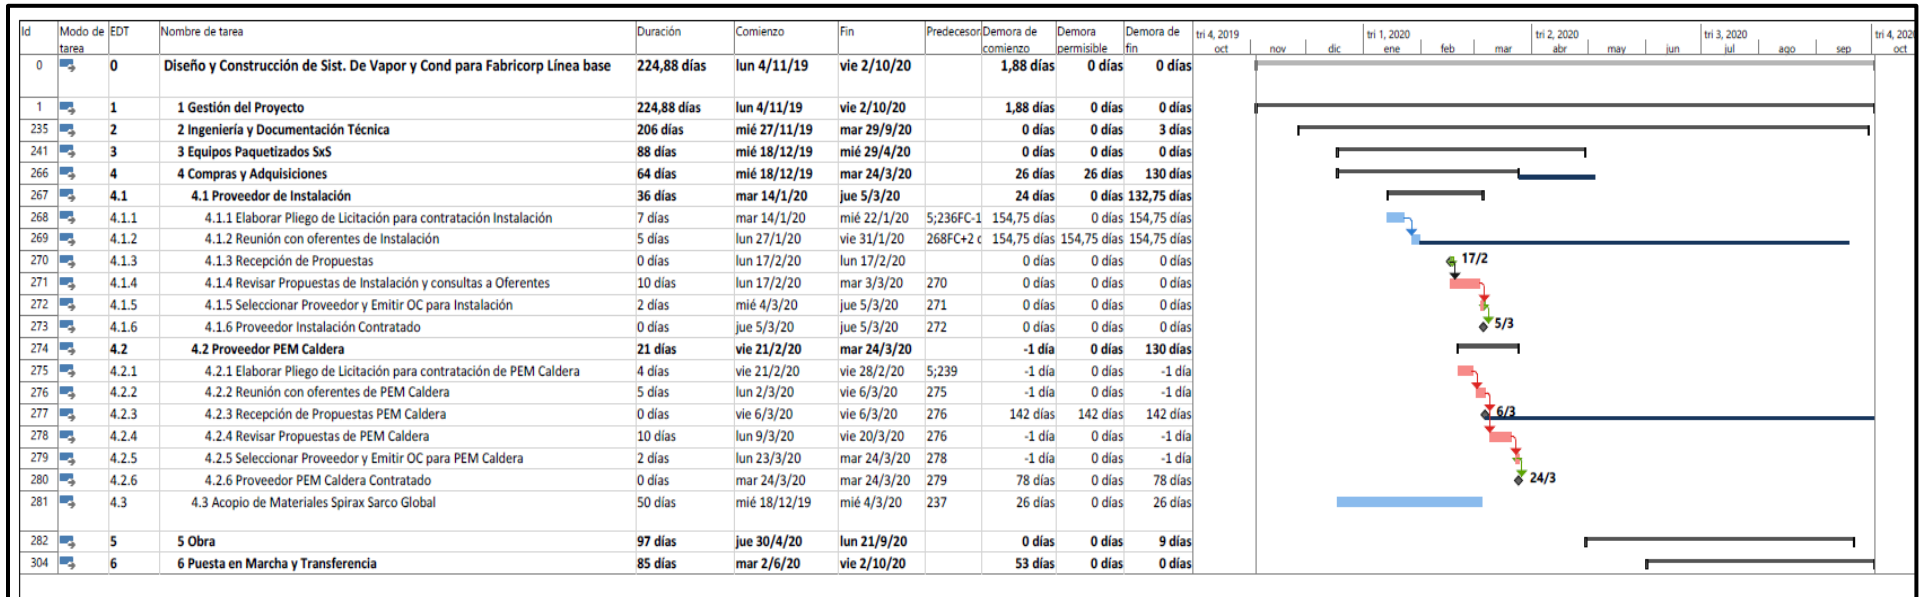 Id Modo de tarea EDT Nombre de tarea Duración Comienzo Fin Predecesor Demora de comienzo Demora permisible Demora de fin
tri 4, 2019 tri 1, 2020 tri 2, 2020 tri 3, 2020 tri 4, 202
oct nov dic ene feb mar abr may jun jul ago sep oct
0 0 Diseño y Construcción de Sist. De Vapor y Cond para Fabricorp Línea base 224,88 días lun 4/11/19 vie 2/10/20 1,88 días 0 días 0 días
1 1 1 Gestión del Proyecto 224,88 días lun 4/11/19 vie 2/10/20 1,88 días 0 días 0 días
235 2 2 Ingeniería y Documentación Técnica 206 días mié 27/11/19 mar 29/9/20 0 días 0 días 3 días
241 3 3 Equipos Paquetizados SxS 88 días mié 18/12/19 mié 29/4/20 0 días 0 días 0 días
266 4 4 Compras y Adquisiciones 64 días mié 18/12/19 mar 24/3/20 26 días 26 días 130 días
267 4.1 4.1 Proveedor de Instalación 36 días mar 14/1/20 jue 5/3/20 24 días 0 días 132,75 días
268 4.1.1 4.1.1 Elaborar Pliego de Licitación para contratación Instalación 7 días mar 14/1/20 mié 22/1/20 5;236FC-1 154,75 días 0 días 154,75 días
269 4.1.2 4.1.2 Reunión con oferentes de Instalación 5 días lun 27/1/20 vie 31/1/20 268FC+2 d 154,75 días 154,75 días 154,75 días
270 4.1.3 4.1.3 Recepción de Propuestas 0 días lun 17/2/20 lun 17/2/20 0 días 0 días 0 días 17/2
271 4.1.4 4.1.4 Revisar Propuestas de Instalación y consultas a Oferentes 10 días lun 17/2/20 mar 3/3/20 270 0 días 0 días 0 días
272 4.1.5 4.1.5 Seleccionar Proveedor y Emitir OC para Instalación 2 días mié 4/3/20 jue 5/3/20 271 0 días 0 días 0 días
273 4.1.6 4.1.6 Proveedor Instalación Contratado 0 días jue 5/3/20 jue 5/3/20 272 0 días 0 días 0 días 5/3
274 4.2 4.2 Proveedor PEM Caldera 21 días vie 21/2/20 mar 24/3/20 -1 día 0 días 130 días
275 4.2.1 4.2.1 Elaborar Pliego de Licitación para contratación de PEM Caldera 4 días vie 21/2/20 vie 28/2/20 5;239 -1 día 0 días -1 día
276 4.2.2 4.2.2 Reunión con oferentes de PEM Caldera 5 días lun 2/3/20 vie 6/3/20 275 -1 día 0 días -1 día
277 4.2.3 4.2.3 Recepción de Propuestas PEM Caldera 0 días vie 6/3/20 vie 6/3/20 276 142 días 142 días 142 días 6/3
278 4.2.4 4.2.4 Revisar Propuestas de PEM Caldera 10 días lun 9/3/20 vie 20/3/20 276 -1 día 0 días -1 día
279 4.2.5 4.2.5 Seleccionar Proveedor y Emitir OC para PEM Caldera 2 días lun 23/3/20 mar 24/3/20 278 -1 día 0 días -1 día
280 4.2.6 4.2.6 Proveedor PEM Caldera Contratado 0 días mar 24/3/20 mar 24/3/20 279 78 días 0 días 78 días 24/3
281 4.3 4.3 Acopio de Materiales Spirax Sarco Global 50 días mié 18/12/19 mié 4/3/20 237 26 días 0 días 26 días
282 5 5 Obra 97 días jue 30/4/20 lun 21/9/20 0 días 0 días 9 días
304 6 6 Puesta en Marcha y Transferencia 85 días mar 2/6/20 vie 2/10/20 53 días 0 días 0 días